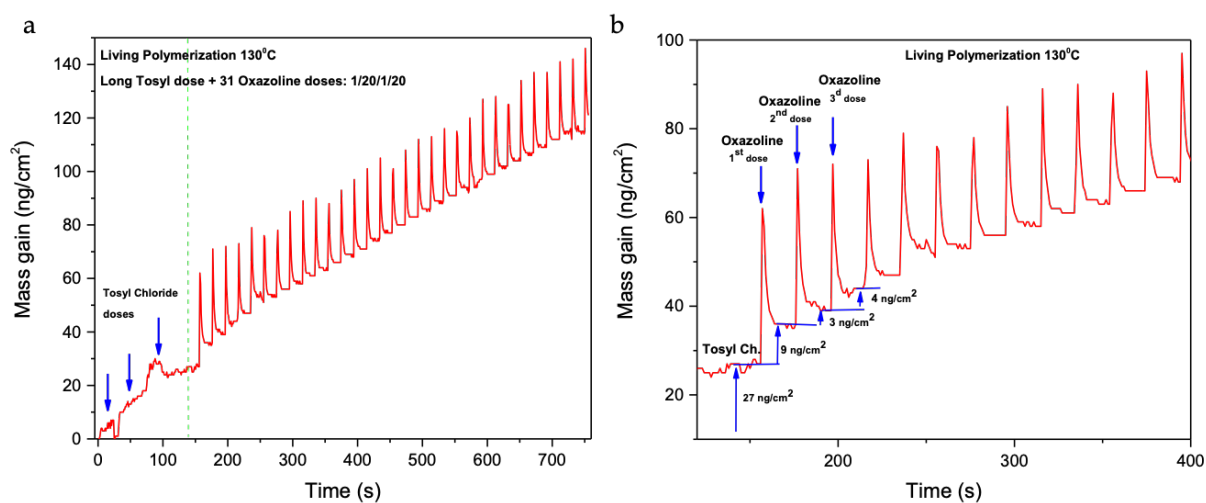 a
Living Polymerization 130⁰C
Long Tosyl dose + 31 Oxazoline doses: 1/20/1/20
Tosyl Chloride
doses
Mass gain (ng/cm²)
140
120
100
80
60
40
20
0
0 100 200 300 400 500 600 700
Time (s)
b
Living Polymerization 130⁰C
Oxazoline
1st dose
Oxazoline
2nd dose
Oxazoline
3d dose
Tosyl Ch.
27 ng/cm²
9 ng/cm²
3 ng/cm²
4 ng/cm²
Mass gain (ng/cm²)
100
80
60
40
20
200 300 400
Time (s)